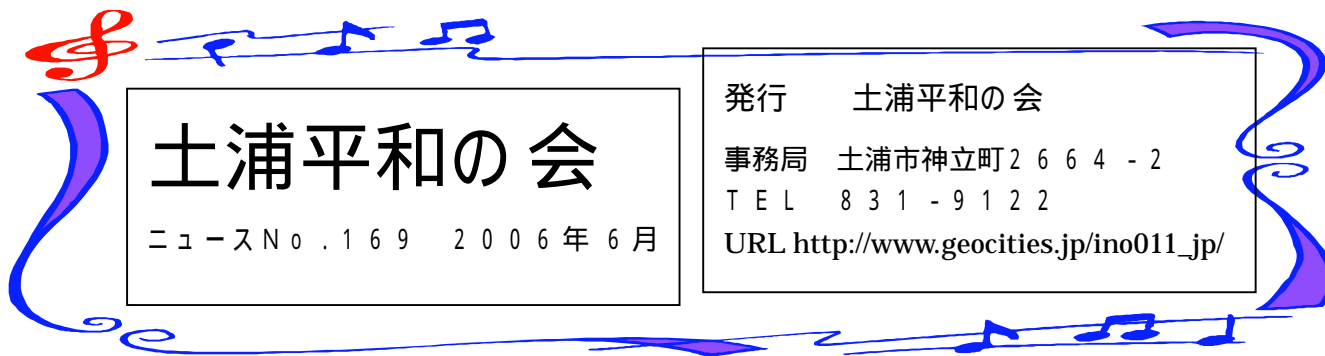 土浦平和の会
ニュースNo.169 2006年6月
発行 土浦平和の会
事務局 土浦市神立町2664-2
TEL 831-9122
URL http://www.geocities.jp/ino011_jp/